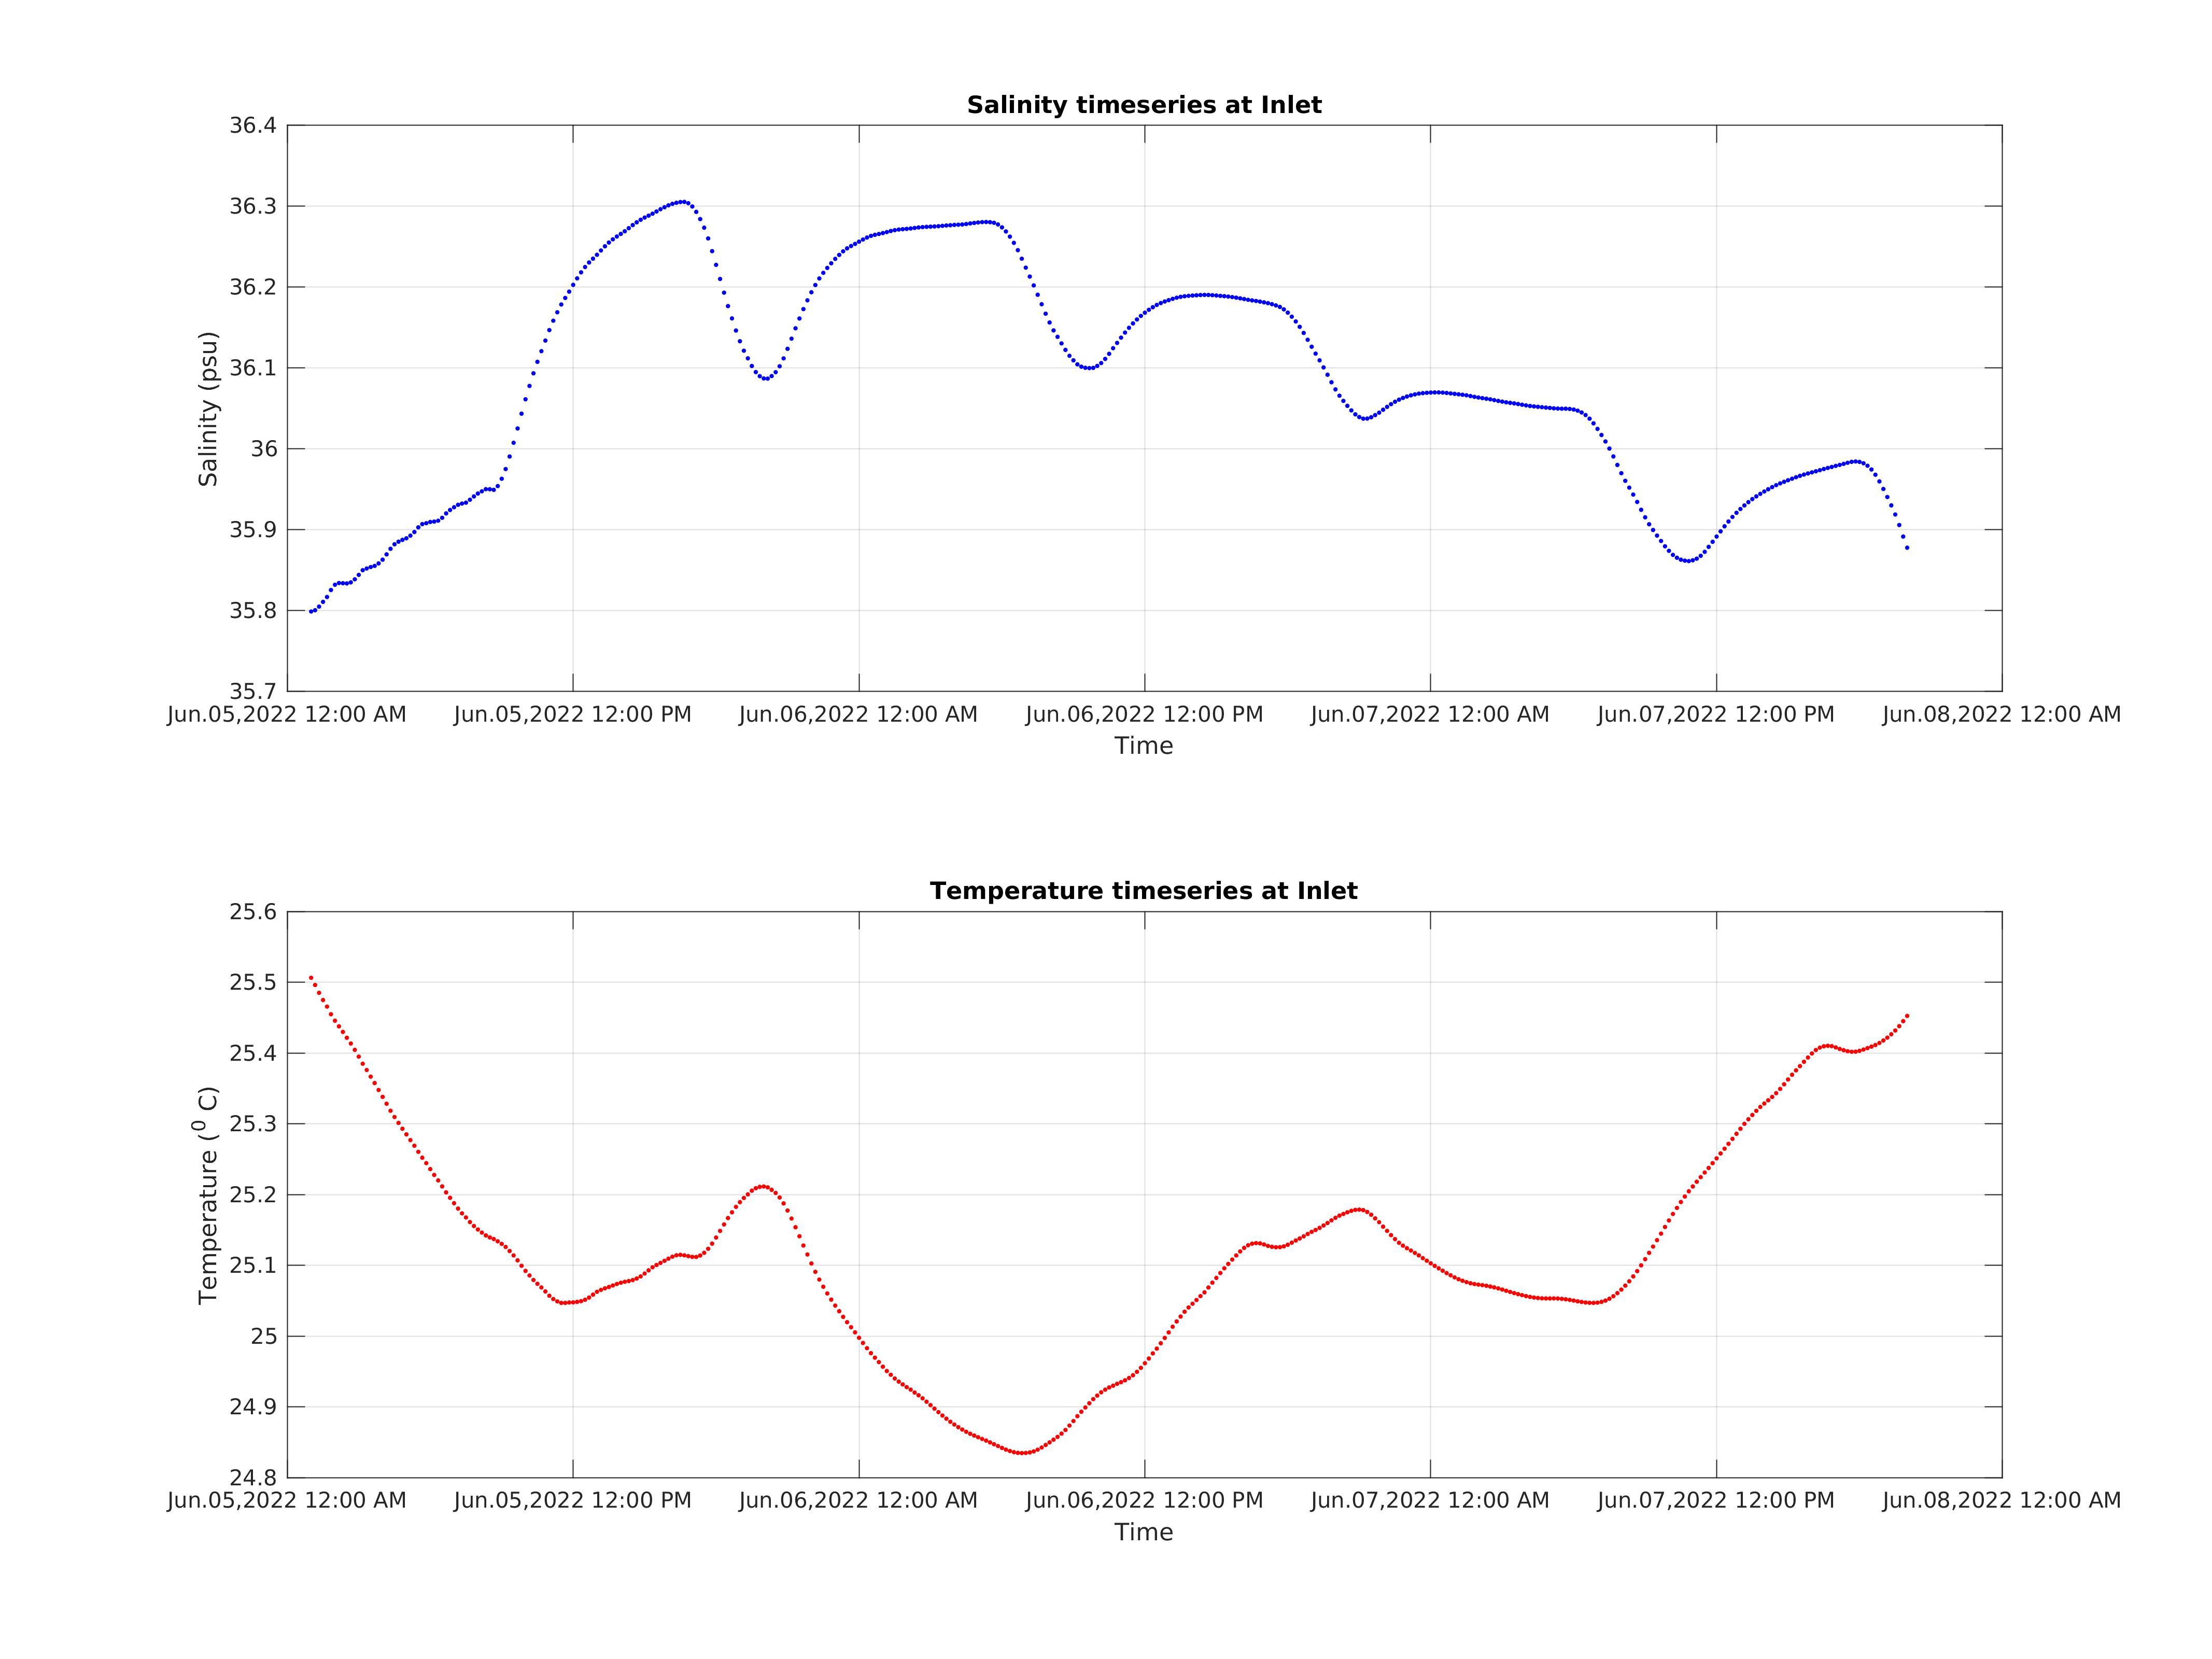 Salinity timeseries at Inlet
36.4
36.3
36.2
36.1
36
35.9
35.8
35.7
Salinity (psu)
Jun.05,2022 12:00 AM Jun.05,2022 12:00 PM Jun.06,2022 12:00 AM Jun.06,2022 12:00 PM Jun.07,2022 12:00 AM Jun.07,2022 12:00 PM Jun.08,2022 12:00 AM
Time
Temperature timeseries at Inlet
25.6
25.5
25.4
25.3
25.2
25.1
25
24.9
24.8
Temperature (⁰ C)
Jun.05,2022 12:00 AM Jun.05,2022 12:00 PM Jun.06,2022 12:00 AM Jun.06,2022 12:00 PM Jun.07,2022 12:00 AM Jun.07,2022 12:00 PM Jun.08,2022 12:00 AM
Time